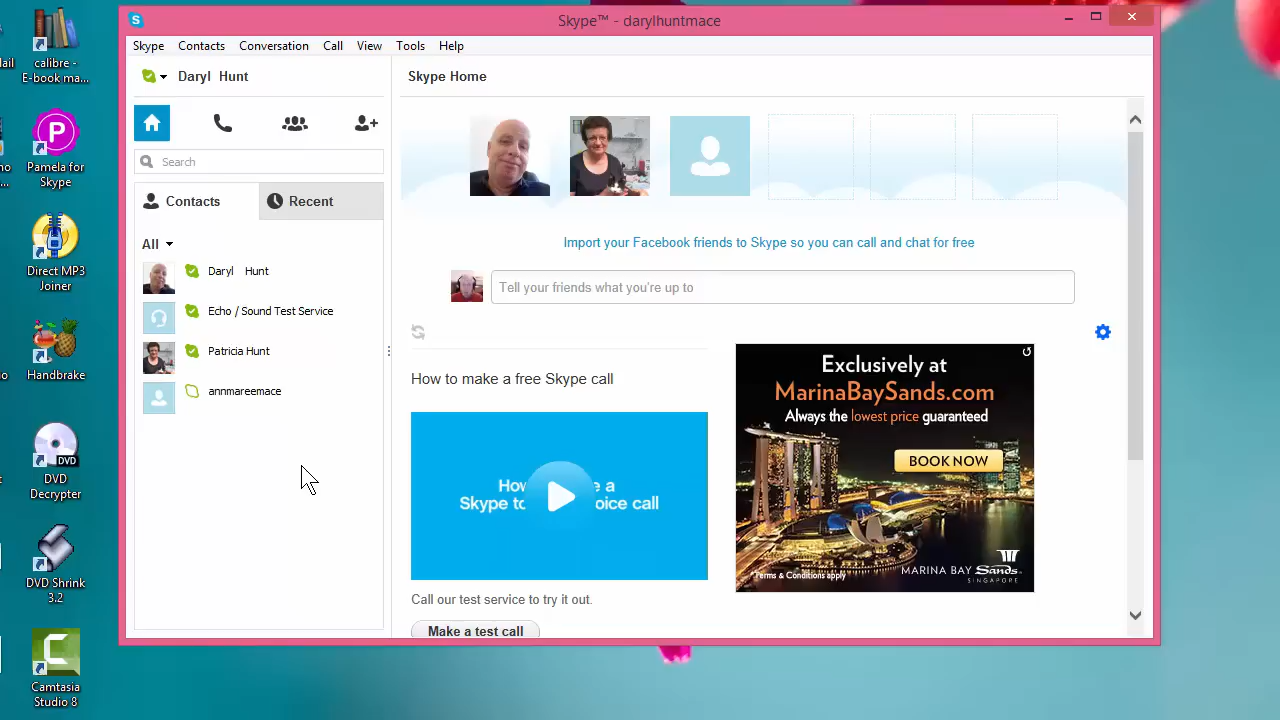 Skype™ - darylhuntmace
Skype Contacts Conversation Call View Tools Help
Daryl Hunt
Skype Home
Search
Contacts
Recent
All
Daryl Hunt
Echo / Sound Test Service
Patricia Hunt
annmareemace
Import your Facebook friends to Skype so you can call and chat for free
Tell your friends what you're up to
How to make a free Skype call
Call our test service to try it out.
Make a test call
Exclusively at
MarinaBaySands.com
Always the lowest price guaranteed
BOOK NOW
*Terms & Conditions apply
MARINA BAY Sands
SINGAPORE
calibre -
E-book ma...
Pamela for
Skype
Direct MP3
Joiner
Handbrake
DVD
DVD
Decrypter
DVD Shrink
3.2
Camtasia
Studio 8